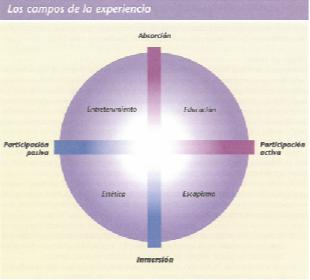 Los campos de la experiencia
Absorción
Entretenimiento
Educación
Participación
pasiva
Participación
activa
Estética
Escapismo
Inmersión